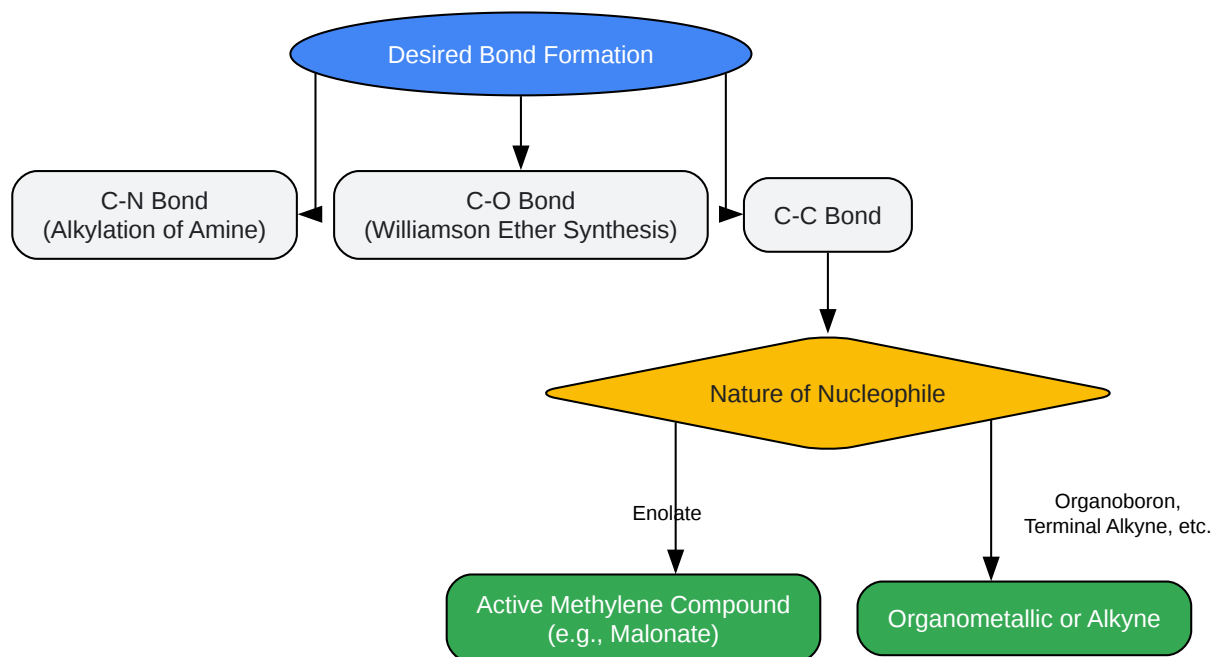 Desired Bond Formation
C-N Bond
(Alkylation of Amine)
C-O Bond
(Williamson Ether Synthesis)
C-C Bond
Nature of Nucleophile
Enolate
Organoboron,
Terminal Alkyne, etc.
Active Methylene Compound
(e.g., Malonate)
Organometallic or Alkyne